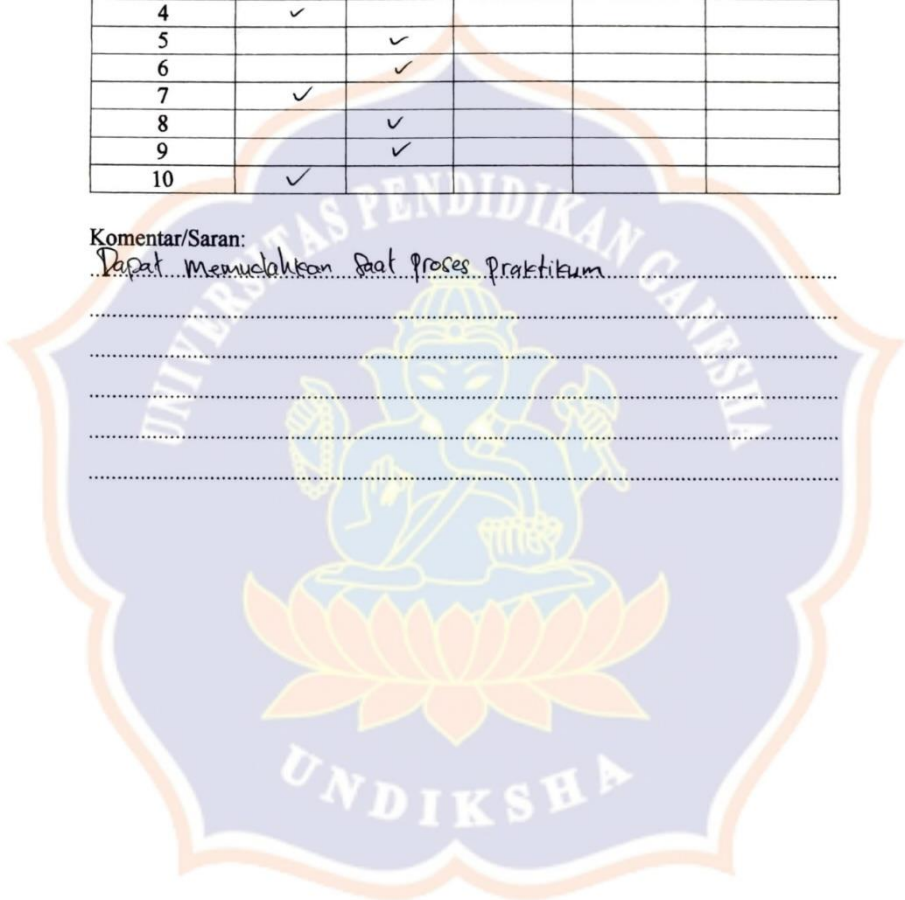 4 ✓
5 ✓
6 ✓
7 ✓
8 ✓
9 ✓
10 ✓
Komentar/Saran:
Dapat Memudahkan Saat Proses Praktikum
UNIVERSITAS PENDIDIKAN GANESHA
UNDIKSHA